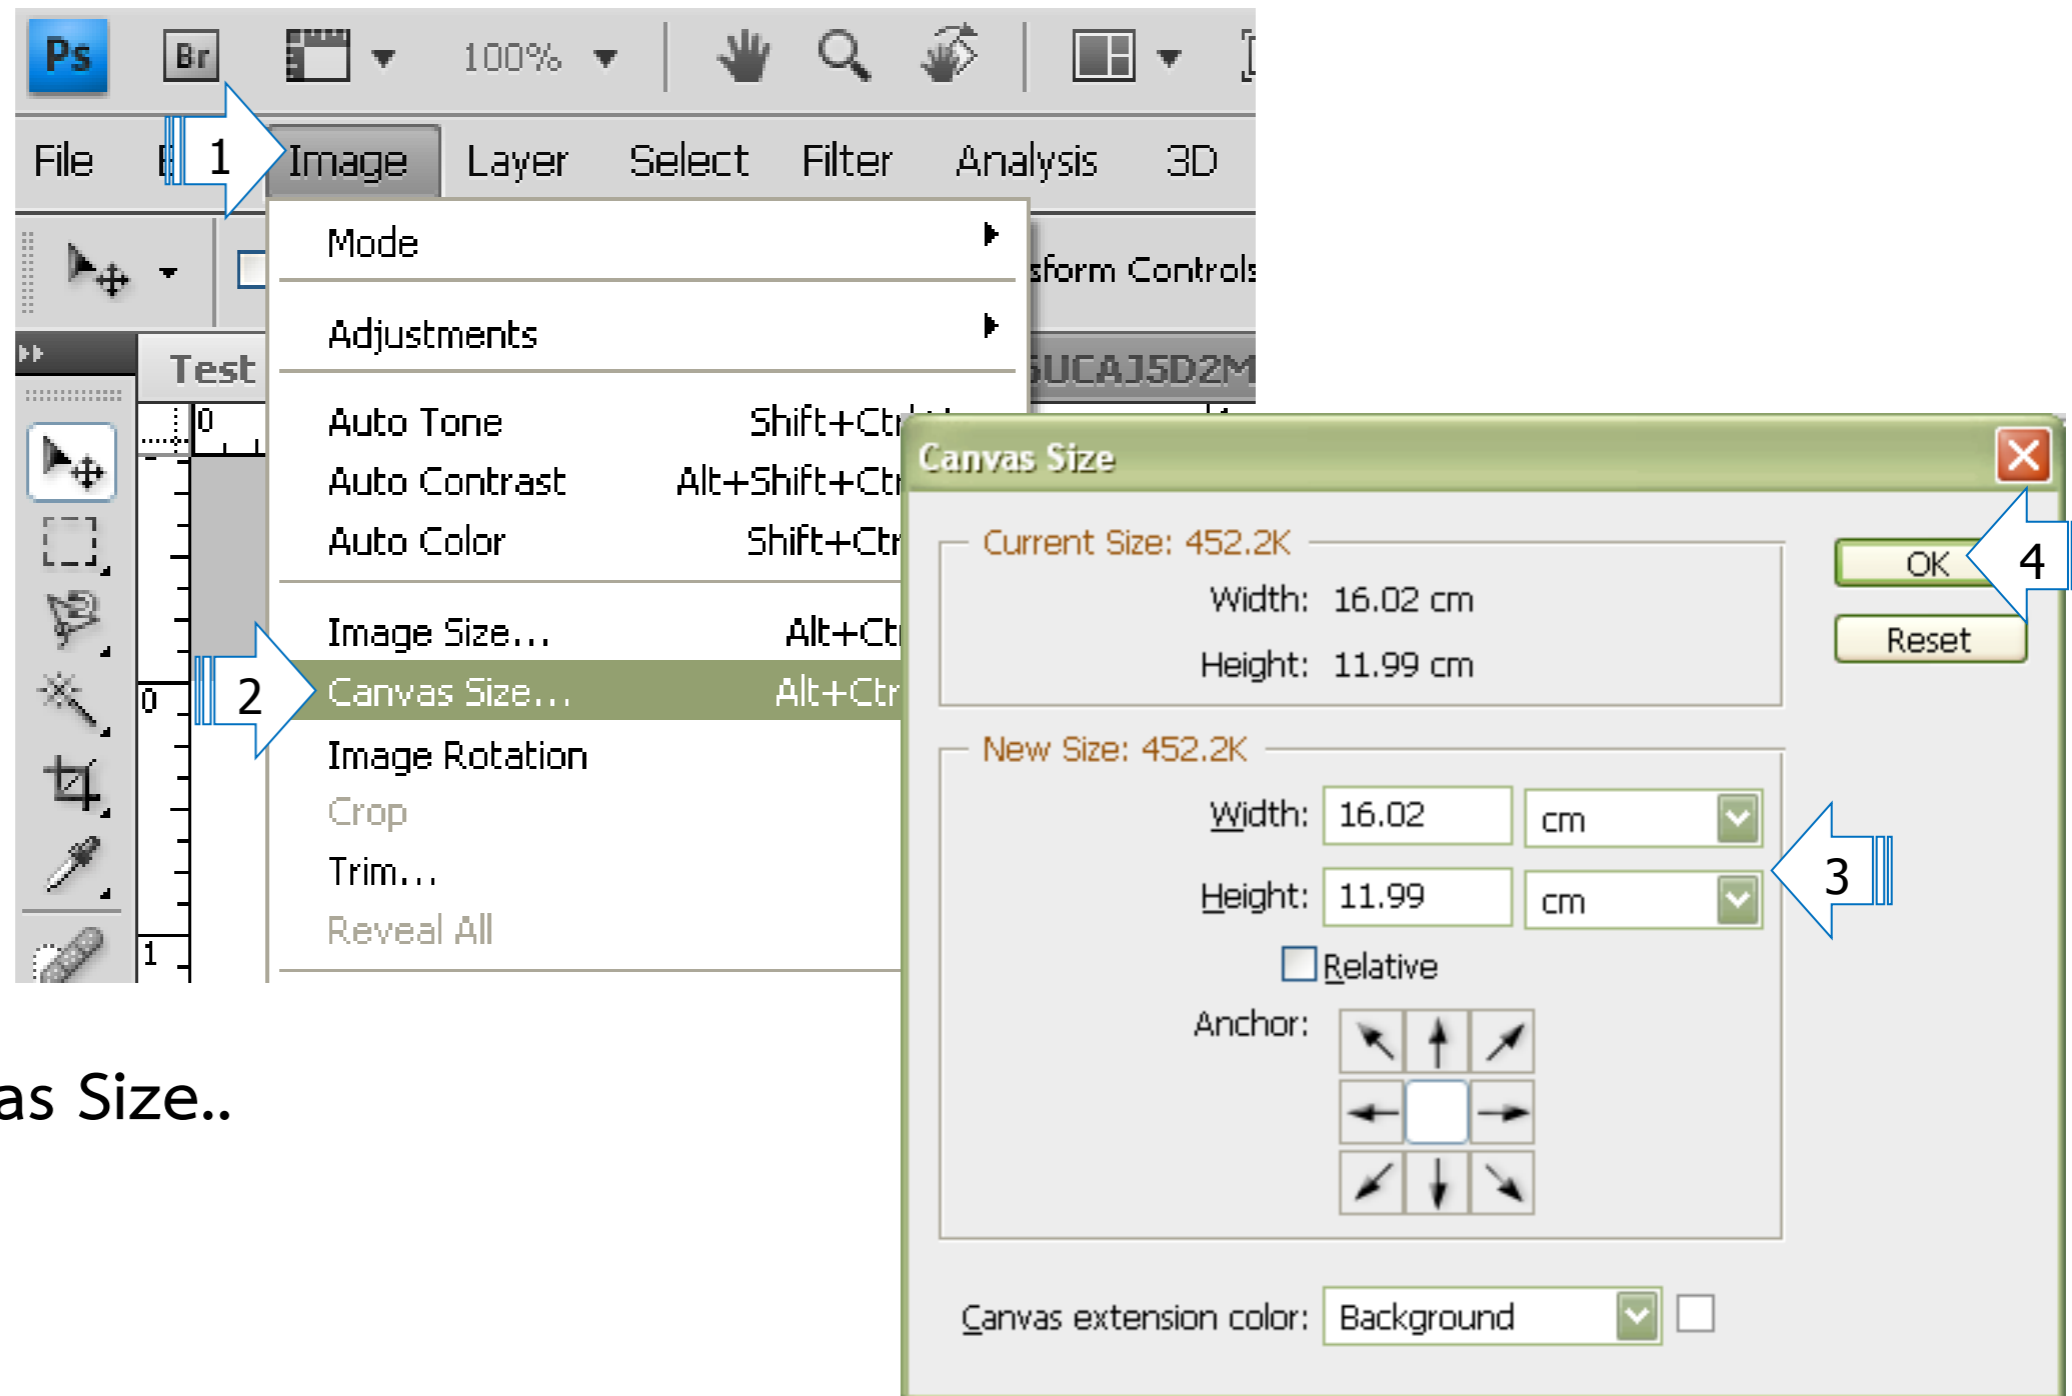 Ps Br 100%
File 1 Image Layer Select Filter Analysis 3D
Mode
Controls
Adjustments
Test
0
Auto Tone
Auto Contrast
Auto Color
Image Size...
2 Canvas Size...
0
Image Rotation
Crop
Trim...
Reveal All
1
Canvas Size
Current Size: 452.2K
OK 4
Width: 16.02 cm
Reset
Height: 11.99 cm
New Size: 452.2K
Width: 16.02 cm
3
Height: 11.99 cm
Relative
Anchor:
Canvas extension color: Background
Size..